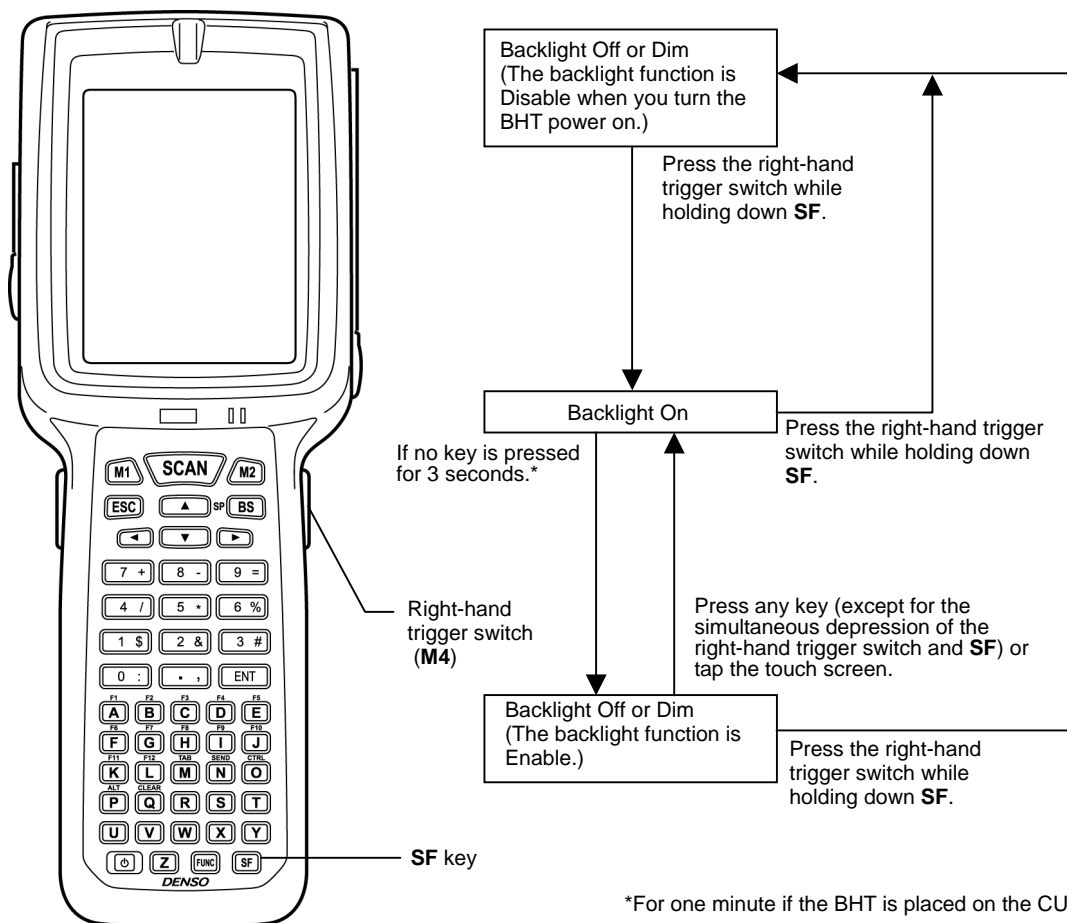 Backlight Off or Dim
(The backlight function is
Disable when you turn the
BHT power on.)
Press the right-hand
trigger switch while
holding down SF.
Backlight On
If no key is pressed
for 3 seconds.*
Press the right-hand trigger
switch while holding down
SF.
Press any key (except for the
simultaneous depression of the
right-hand trigger switch and SF) or
tap the touch screen.
Backlight Off or Dim
(The backlight function is
Enable.)
Press the right-hand
trigger switch while
holding down SF.
*For one minute if the BHT is placed on the CU
M1 SCAN M2
ESC ▲ SP BS
◄ ▼ ►
7 + 8 - 9 =
4 / 5 * 6 %
1 $ 2 & 3 #
0 : . , ENT
F1 F2 F3 F4 F5
A B C D E
F6 F7 F8 F9 F10
F G H I J
F11 F12 TAB SEND CTRL
K L M N O
ALT CLEAR
P Q R S T
U V W X Y
Z FUNC SF
DENSO
Right-hand
trigger switch
(M4)
SF key